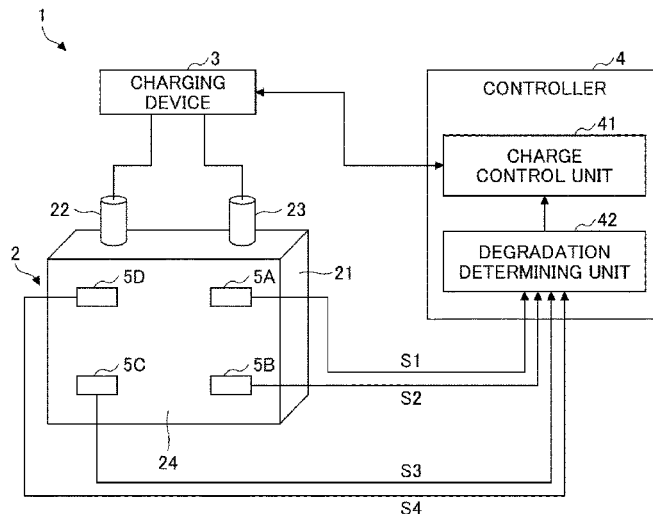 1
3
CHARGING
DEVICE
4
CONTROLLER
41
CHARGE
CONTROL UNIT
42
DEGRADATION
DETERMINING UNIT
22
23
2
21
5D
5A
5C
5B
24
S1
S2
S3
S4